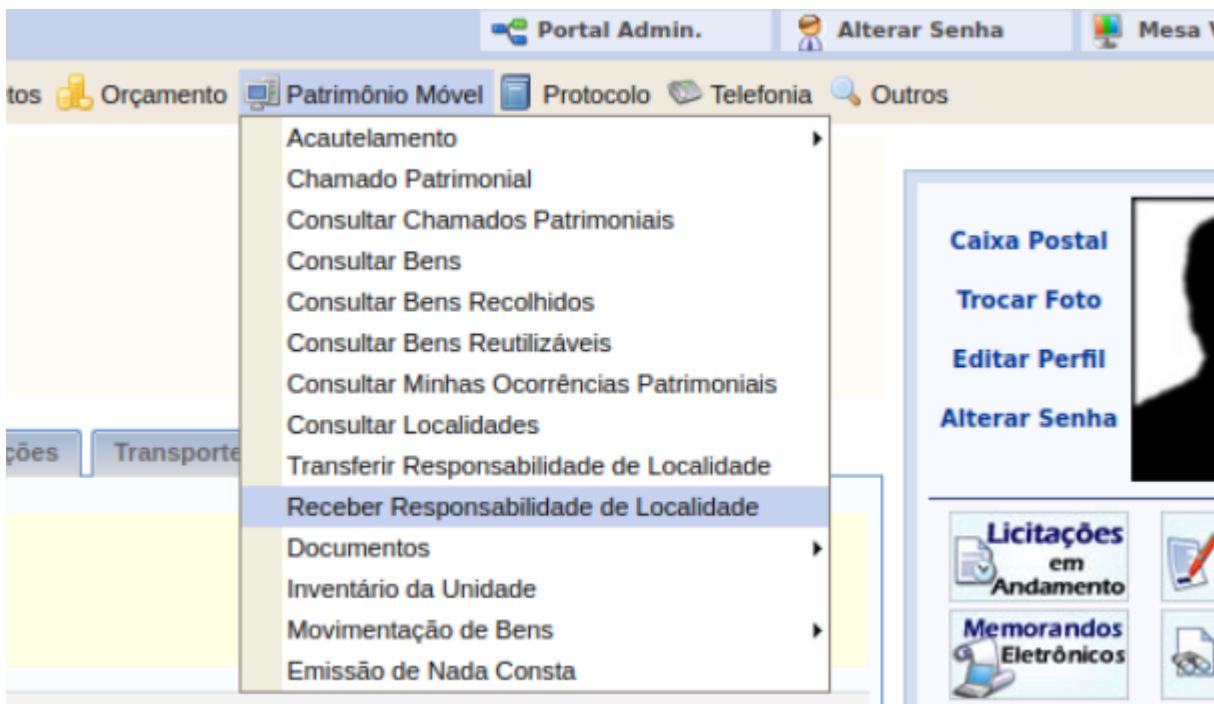 Portal Admin. Alterar Senha Mesa
Orçamento Patrimônio Móvel Protocolo Telefonia Outros
Acautelamento
Chamado Patrimonial
Consultar Chamados Patrimoniais
Consultar Bens
Consultar Bens Recolhidos
Consultar Bens Reutilizáveis
Consultar Minhas Ocorrências Patrimoniais
Consultar Localidades
Transferir Responsabilidade de Localidade
Receber Responsabilidade de Localidade
Documentos
Inventário da Unidade
Movimentação de Bens
Emissão de Nada Consta
Transporte
Caixa Postal
Trocar Foto
Editar Perfil
Alterar Senha
Licitações
em
Andamento
Memorandos
Eletrônicos